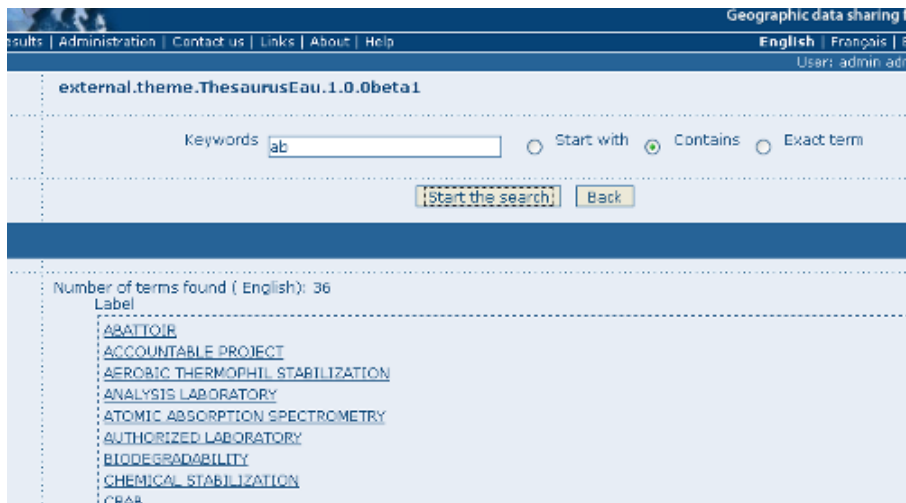 Geographic data sharing
| Administration | Contact us | Links | About | Help
English | Français |
User: admin
external.theme.ThesaurusEau.1.0.0beta1
Keywords ab Start with Contains Exact term
Start the search Back
Number of terms found ( English): 36
Label
ABATTOIR
ACCOUNTABLE PROJECT
AEROBIC THERMOPHIL STABILIZATION
ANALYSIS LABORATORY
ATOMIC ABSORPTION SPECTROMETRY
AUTHORIZED LABORATORY
BIODEGRADABILITY
CHEMICAL STABILIZATION
CRAB